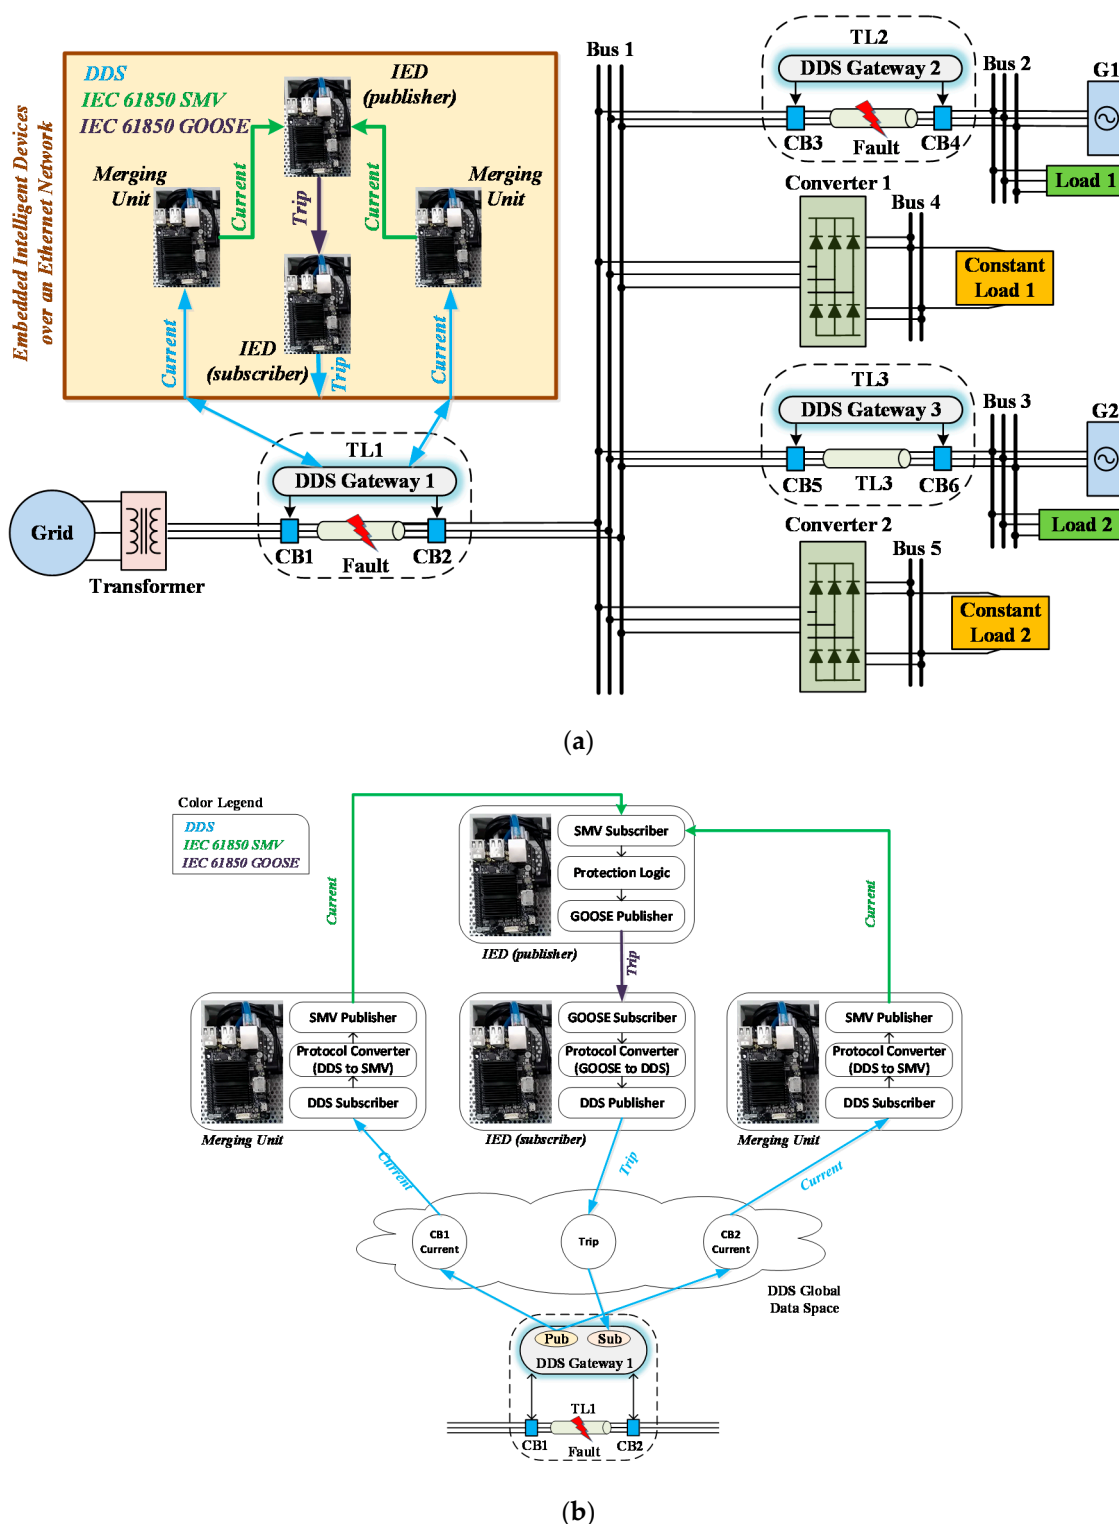 Embedded Intelligent Devices
over an Ethernet Network
DDS
IEC 61850 SMV
IEC 61850 GOOSE
IED
(publisher)
Merging
Unit
Current
Trip
Current
Merging
Unit
IED
(subscriber)
Current
Trip
Current
TL1
DDS Gateway 1
CB1
Fault
CB2
Grid
Transformer
Bus 1
TL2
DDS Gateway 2
CB3
Fault
CB4
Bus 2
G1
Load 1
Converter 1
Bus 4
Constant
Load 1
TL3
DDS Gateway 3
CB5
TL3
CB6
Bus 3
G2
Load 2
Converter 2
Bus 5
Constant
Load 2
(a)
Color Legend
DDS
IEC 61850 SMV
IEC 61850 GOOSE
SMV Subscriber
Protection Logic
GOOSE Publisher
IED (publisher)
Current
Trip
Current
SMV Publisher
Protocol Converter
(DDS to SMV)
DDS Subscriber
Merging Unit
GOOSE Subscriber
Protocol Converter
(GOOSE to DDS)
DDS Publisher
IED (subscriber)
SMV Publisher
Protocol Converter
(DDS to SMV)
DDS Subscriber
Merging Unit
Current
Trip
Current
CB1
Current
Trip
CB2
Current
DDS Global
Data Space
Pub
Sub
DDS Gateway 1
TL1
CB1
Fault
CB2
(b)